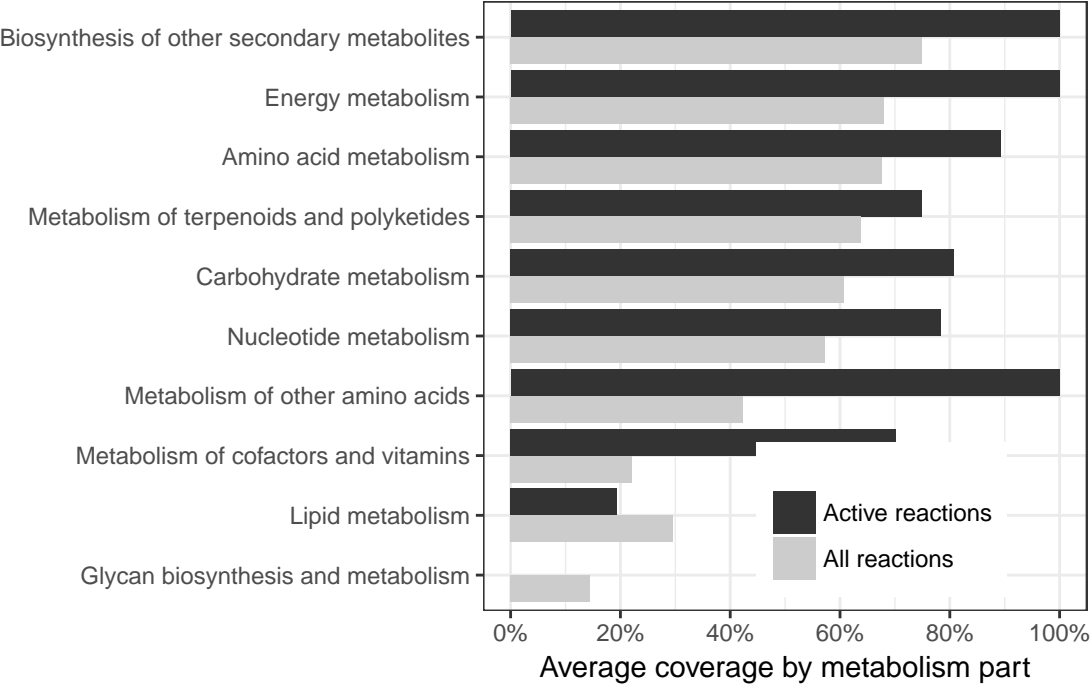 Biosynthesis of other secondary metabolites
Energy metabolism
Amino acid metabolism
Metabolism of terpenoids and polyketides
Carbohydrate metabolism
Nucleotide metabolism
Metabolism of other amino acids
Metabolism of cofactors and vitamins
Lipid metabolism
Glycan biosynthesis and metabolism
Active reactions
All reactions
0% 20% 40% 60% 80% 100%
Average coverage by metabolism part